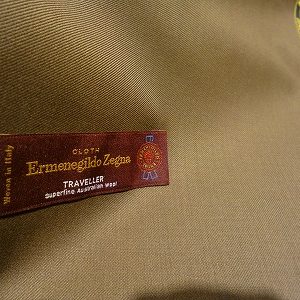 Woven in Italy
CLOTH
Ermenegildo Zegna
TRAVELLER
Superfine Australian Wool